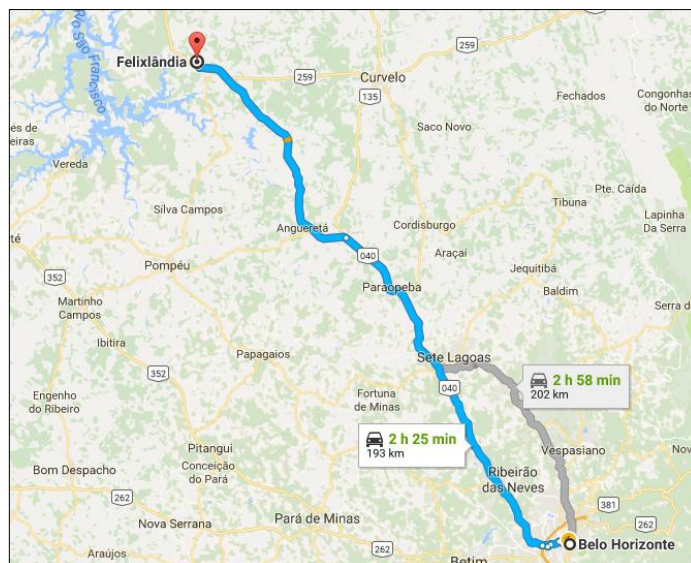 Rio São Francisco
Felixlândia
259
259
Curvelo
135
Fechados
Congonhas
do Norte
Saco Novo
es de
eiras
Vereda
Pte. Caída
Tibuna
Silva Campos
Lapinha
Da Serra
Angueretá
Cordisburgo
té
040
Araçaí
Pompéu
Jequitibá
352
Paraopeba
Baldim
Serra d
Martinho
Campos
Ibitira
Papagaios
Sete Lagoas
352
040
2 h 58 min
202 km
Engenho
do Ribeiro
Fortuna
de Minas
2 h 25 min
193 km
Pitangui
Vespasiano
Bom Despacho
Conceição
do Pará
Ribeirão
das Neves
Nov
262
381
Nova Serrana
Pará de Minas
262
Belo Horizonte
Araújos
262
Betim